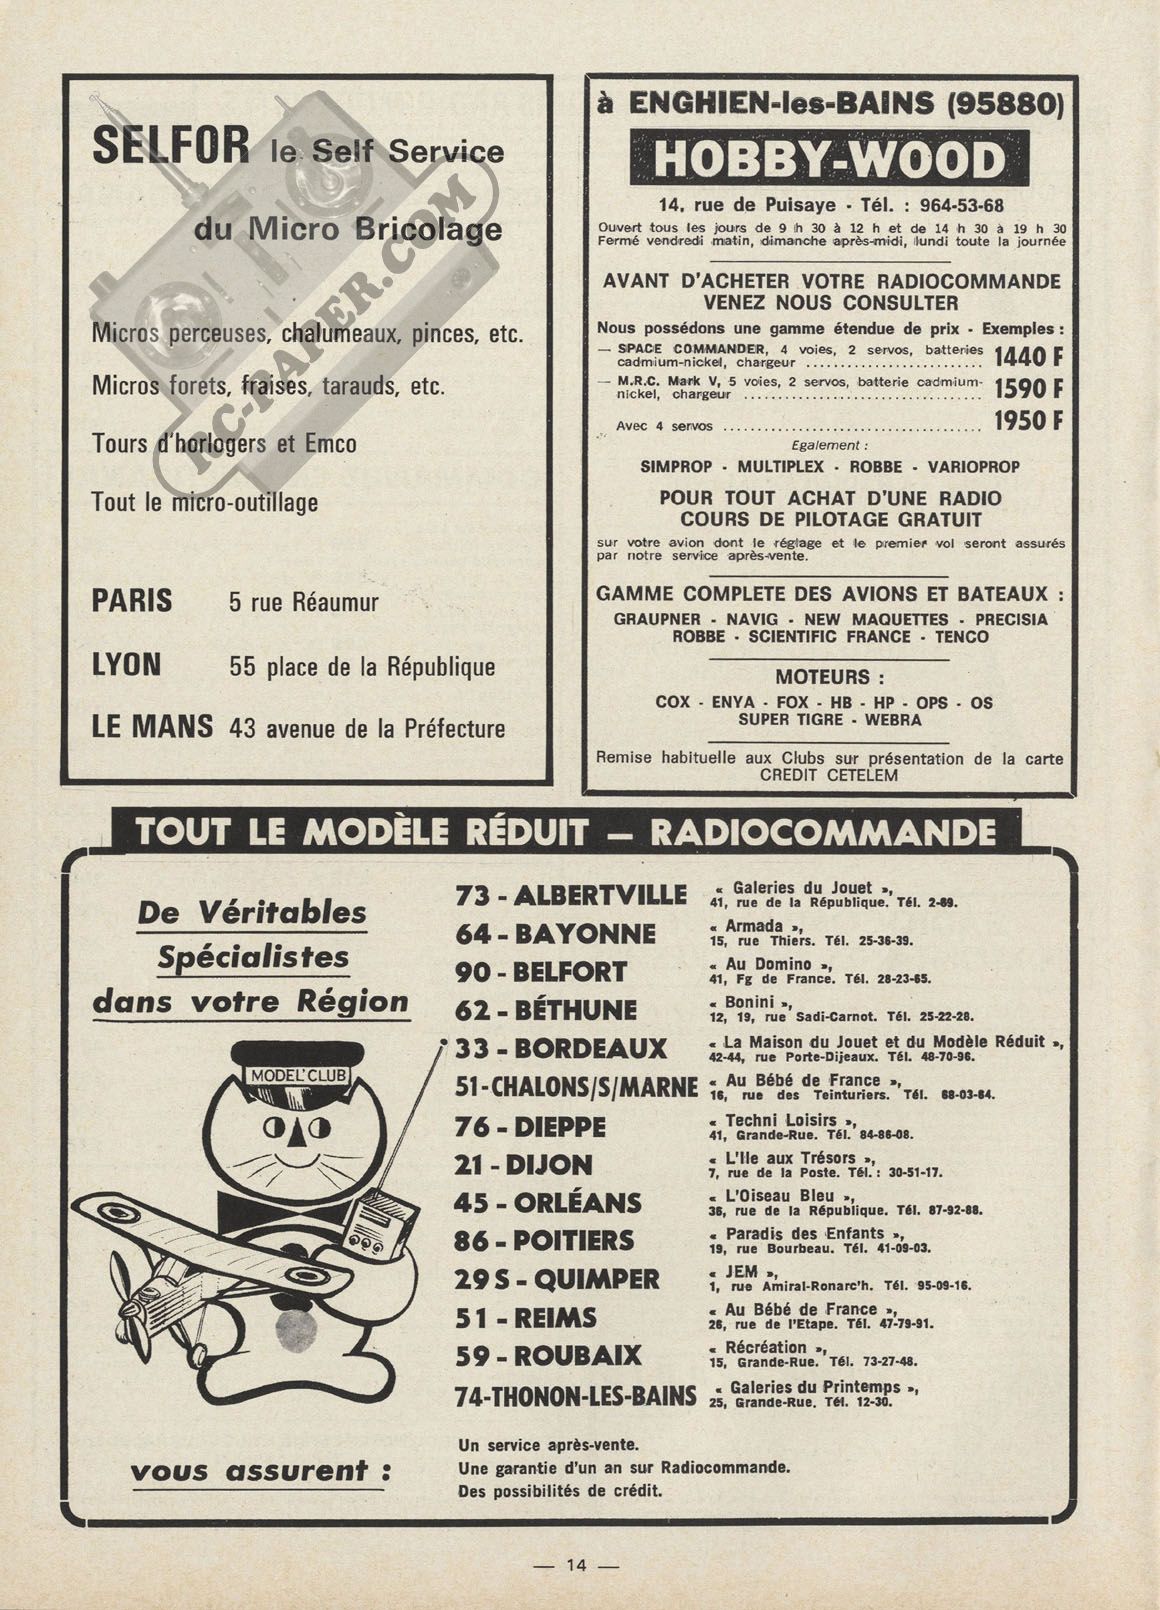 SELFOR le Self Service
du Micro Bricolage
Micros perceuses, chalumeaux, pinces, etc.
Micros forets, fraises, tarauds, etc.
Tours d'horlogers et Emco
Tout le micro-outillage
PARIS 5 rue Réaumur
LYON 55 place de la République
LE MANS 43 avenue de la Préfecture
RC-PAPER.COM
à ENGHIEN-les-BAINS (95880)
HOBBY-WOOD
14, rue de Puisaye - Tél. : 964-53-68
Ouvert tous les jours de 9 h 30 à 12 h et de 14 h 30 à 19 h 30
Fermé vendredi matin, dimanche après-midi, lundi toute la journée
AVANT D'ACHETER VOTRE RADIOCOMMANDE
VENEZ NOUS CONSULTER
Nous possédons une gamme étendue de prix - Exemples :
— SPACE COMMANDER, 4 voies, 2 servos, batteries
cadmium-nickel, chargeur ........................ 1440 F
— M.R.C. Mark V, 5 voies, 2 servos, batterie cadmium-
nickel, chargeur ................................ 1590 F
Avec 4 servos ................................... 1950 F
Egalement :
SIMPROP - MULTIPLEX - ROBBE - VARIOPROP
POUR TOUT ACHAT D'UNE RADIO
COURS DE PILOTAGE GRATUIT
sur votre avion dont le réglage et le premier vol seront assurés
par notre service après-vente.
GAMME COMPLETE DES AVIONS ET BATEAUX :
GRAUPNER - NAVIG - NEW MAQUETTES - PRECISIA
ROBBE - SCIENTIFIC FRANCE - TENCO
MOTEURS :
COX - ENYA - FOX - HB - HP - OPS - OS
SUPER TIGRE - WEBRA
Remise habituelle aux Clubs sur présentation de la carte
CREDIT CETELEM
TOUT LE MODÈLE RÉDUIT — RADIOCOMMANDE
De Véritables
Spécialistes
dans votre Région
MODEL'CLUB
73 - ALBERTVILLE « Galeries du Jouet »,
41, rue de la République. Tél. 2-69.
64 - BAYONNE « Armada »,
15, rue Thiers. Tél. 25-36-39.
90 - BELFORT « Au Domino »,
41, Fg de France. Tél. 28-23-65.
62 - BÉTHUNE « Bonini »,
12, 19, rue Sadi-Carnot. Tél. 25-22-28.
33 - BORDEAUX « La Maison du Jouet et du Modèle Réduit »,
42-44, rue Porte-Dijeaux. Tél. 48-70-96.
51-CHALONS/S/MARNE « Au Bébé de France »,
16, rue des Teinturiers. Tél. 68-03-64.
76 - DIEPPE « Techni Loisirs »,
41, Grande-Rue. Tél. 84-86-08.
21 - DIJON « L'Ile aux Trésors »,
7, rue de la Poste. Tél. : 30-51-17.
45 - ORLÉANS « L'Oiseau Bleu »,
36, rue de la République. Tél. 87-92-88.
86 - POITIERS « Paradis des Enfants »,
19, rue Bourbeau. Tél. 41-09-03.
29 S - QUIMPER « JEM »,
1, rue Amiral-Ronarc'h. Tél. 95-09-16.
51 - REIMS « Au Bébé de France »,
26, rue de l'Etape. Tél. 47-79-91.
59 - ROUBAIX « Récréation »,
15, Grande-Rue. Tél. 73-27-48.
74-THONON-LES-BAINS « Galeries du Printemps »,
25, Grande-Rue. Tél. 12-30.
vous assurent :
Un service après-vente.
Une garantie d'un an sur Radiocommande.
Des possibilités de crédit.
— 14 —